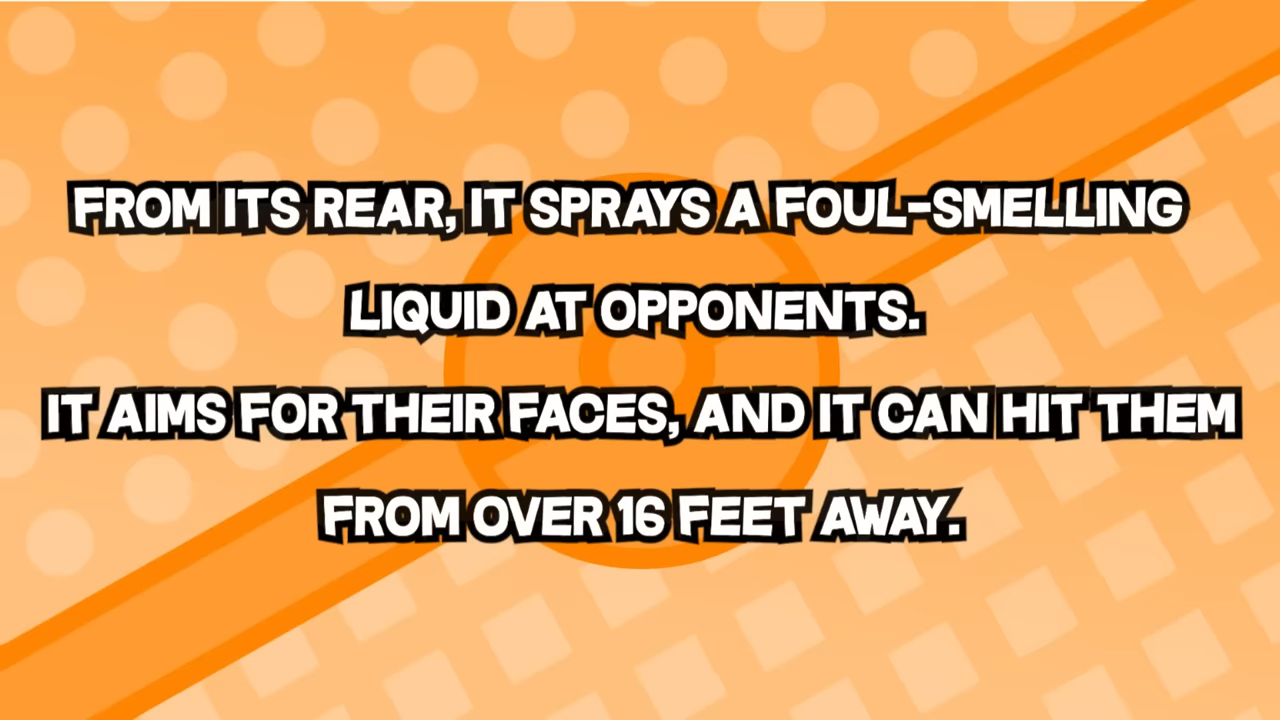 FROM ITS REAR, IT SPRAYS A FOUL-SMELLING
LIQUID AT OPPONENTS.
IT AIMS FOR THEIR FACES, AND IT CAN HIT THEM
FROM OVER 16 FEET AWAY.